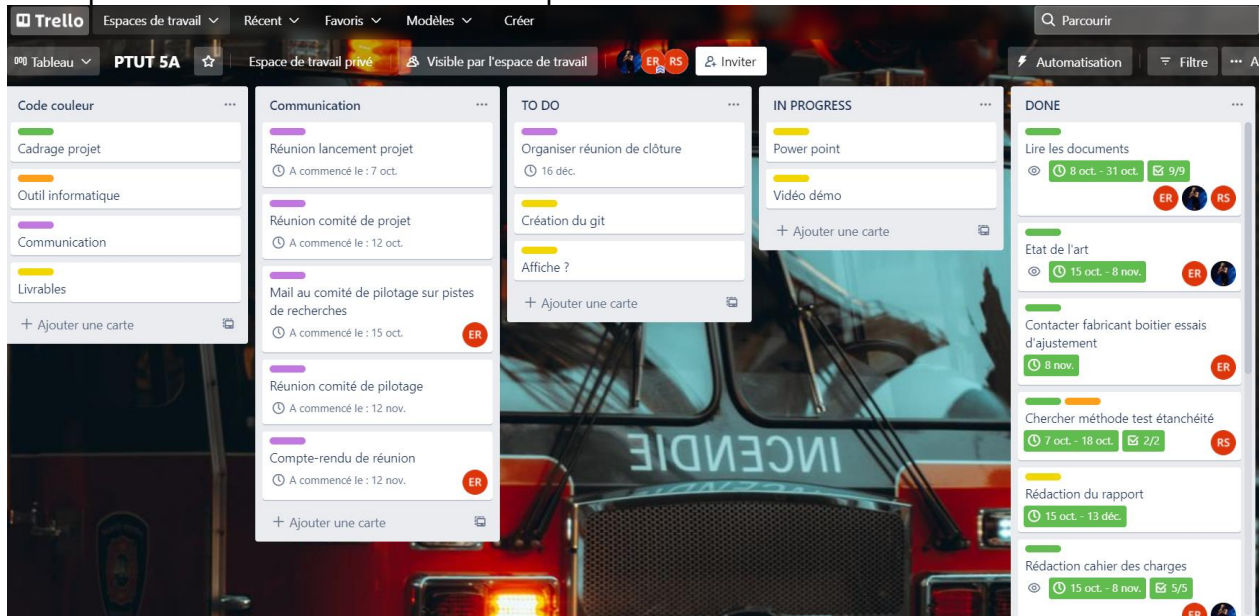 Trello Espaces de travail Récent Favoris Modèles Créer Parcourir
Tableau PTUT 5A Espace de travail privé Visible par l'espace de travail ER RS Inviter Automatisation Filtre
Code couleur
Cadrage projet
Outil informatique
Communication
Livrables
+ Ajouter une carte
Communication
Réunion lancement projet
A commencé le : 7 oct.
Réunion comité de projet
A commencé le : 12 oct.
Mail au comité de pilotage sur pistes
de recherches
A commencé le : 15 oct. ER
Réunion comité de pilotage
A commencé le : 12 nov.
Compte-rendu de réunion
A commencé le : 12 nov. ER
+ Ajouter une carte
TO DO
Organiser réunion de clôture
16 déc.
Création du git
Affiche ?
+ Ajouter une carte
IN PROGRESS
Power point
Vidéo démo
+ Ajouter une carte
DONE
Lire les documents
8 oct. - 31 oct. 9/9
ER RS
Etat de l'art
15 oct. - 8 nov. ER
Contacter fabricant boitier essais
d'ajustement
8 nov. ER
Chercher méthode test étanchéité
7 oct. - 18 oct. 2/2 RS
Rédaction du rapport
15 oct. - 13 déc.
Rédaction cahier des charges
15 oct. - 8 nov. 5/5
ER
INCENDIE